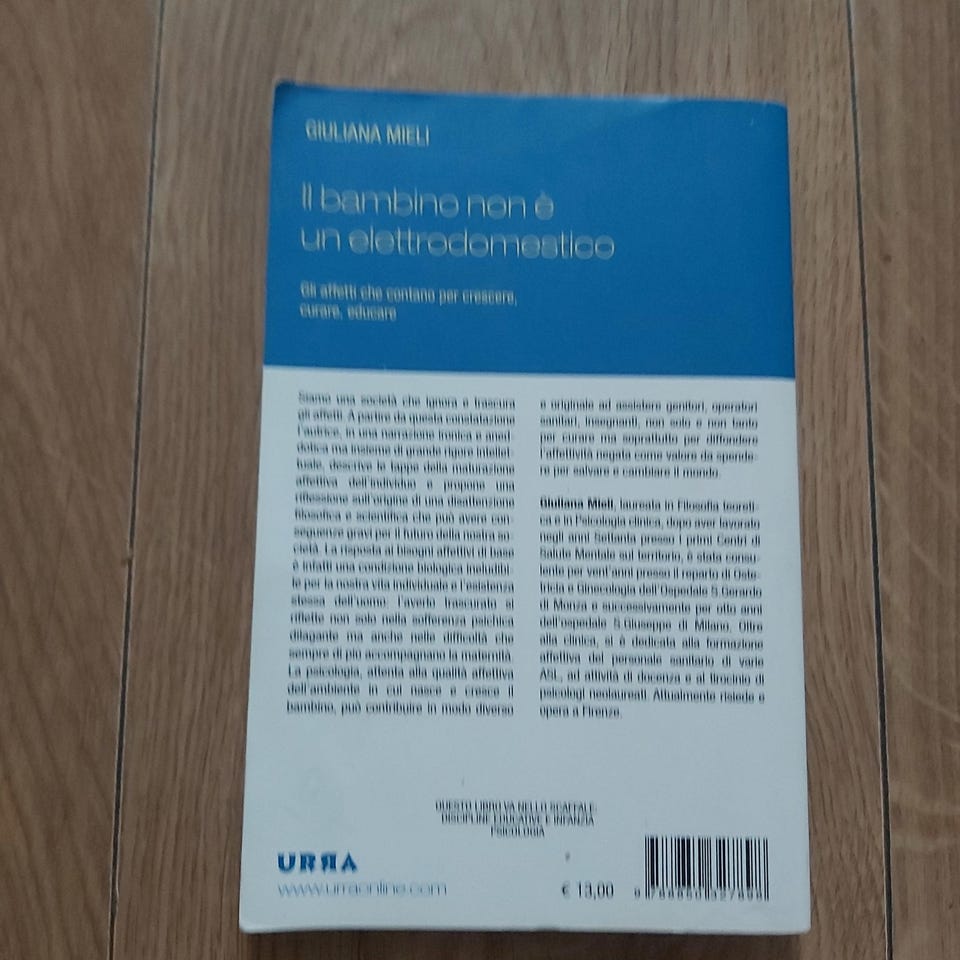 GIULIANA MIELI
Il bambino non è
un elettrodomestico
Gli affetti che contano per crescere,
curare, educare
Siamo una società che ignora e trascura
gli affetti. A partire da questa constatazione
l'autrice, in una narrazione ironica e aned-
dotica ma insieme di grande rigore intellet-
tuale, descrive le tappe della maturazione
affettiva dell'individuo e propone una
riflessione sull'origine di una disattenzione
filosofica e scientifica che può avere con-
seguenze gravi per il futuro della nostra so-
cietà. La risposta ai bisogni affettivi di base
è infatti una condizione biologica ineludibi-
le per la nostra vita individuale e l'esistenza
stessa dell'uomo: l'averlo trascurato si
riflette non solo nella sofferenza psichica
dilagante ma anche nelle difficoltà che
sempre di più accompagnano la maternità.
La psicologia, attenta alla qualità affettiva
dell'ambiente in cui nasce e cresce il
bambino, può contribuire in modo diverso
e originale ad assistere genitori, operatori
sanitari, insegnanti, non solo e non tanto
per curare ma soprattutto per diffondere
l'affettività negata come valore da spende-
re per salvare e cambiare il mondo.
Giuliana Mieli, laureata in Filosofia teoreti-
ca e in Psicologia clinica, dopo aver lavorato
negli anni Settanta presso i primi Centri di
Salute Mentale sul territorio, è stata consu-
lente per vent'anni presso il reparto di Oste-
tricia e Ginecologia dell'Ospedale S.Gerardo
di Monza e successivamente per otto anni
dell'ospedale S.Giuseppe di Milano. Oltre
alla clinica, si è dedicata alla formazione
affettiva del personale sanitario di varie
ASL, ad attività di docenza e al tirocinio di
psicologi neolaureati. Attualmente risiede e
opera a Firenze.
QUESTO LIBRO VA NELLO SCAFFALE:
DISCIPLINE EDUCATIVE E INFANZIA
PSICOLOGIA
URRA
www.urraonline.com
€ 13,00